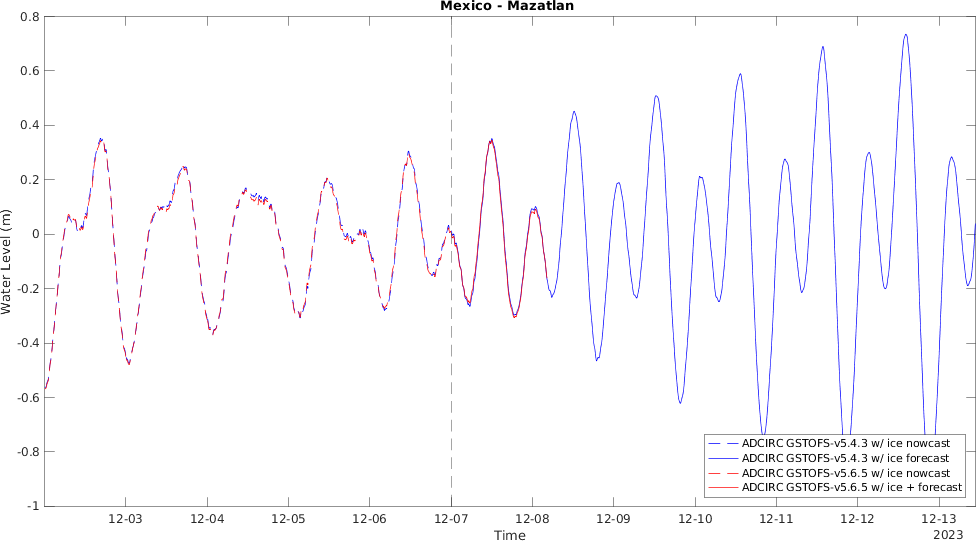 Mexico - Mazatlan
0.8
0.6
0.4
0.2
0
-0.2
-0.4
-0.6
-0.8
-1
Water Level (m)
ADCIRC GSTOFS-v5.4.3 w/ ice nowcast
ADCIRC GSTOFS-v5.4.3 w/ ice forecast
ADCIRC GSTOFS-v5.6.5 w/ ice nowcast
ADCIRC GSTOFS-v5.6.5 w/ ice + forecast
12-03 12-04 12-05 12-06 12-07 12-08 12-09 12-10 12-11 12-12 12-13
Time
2023